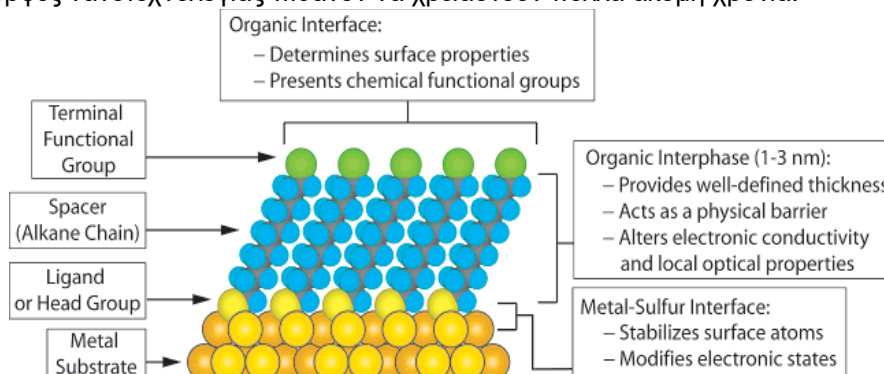 Organic Interface:
– Determines surface properties
– Presents chemical functional groups
Terminal
Functional
Group
Spacer
(Alkane Chain)
Ligand
or Head Group
Metal
Substrate
Organic Interphase (1-3 nm):
– Provides well-defined thickness
– Acts as a physical barrier
– Alters electronic conductivity
and local optical properties
Metal-Sulfur Interface:
– Stabilizes surface atoms
– Modifies electronic states